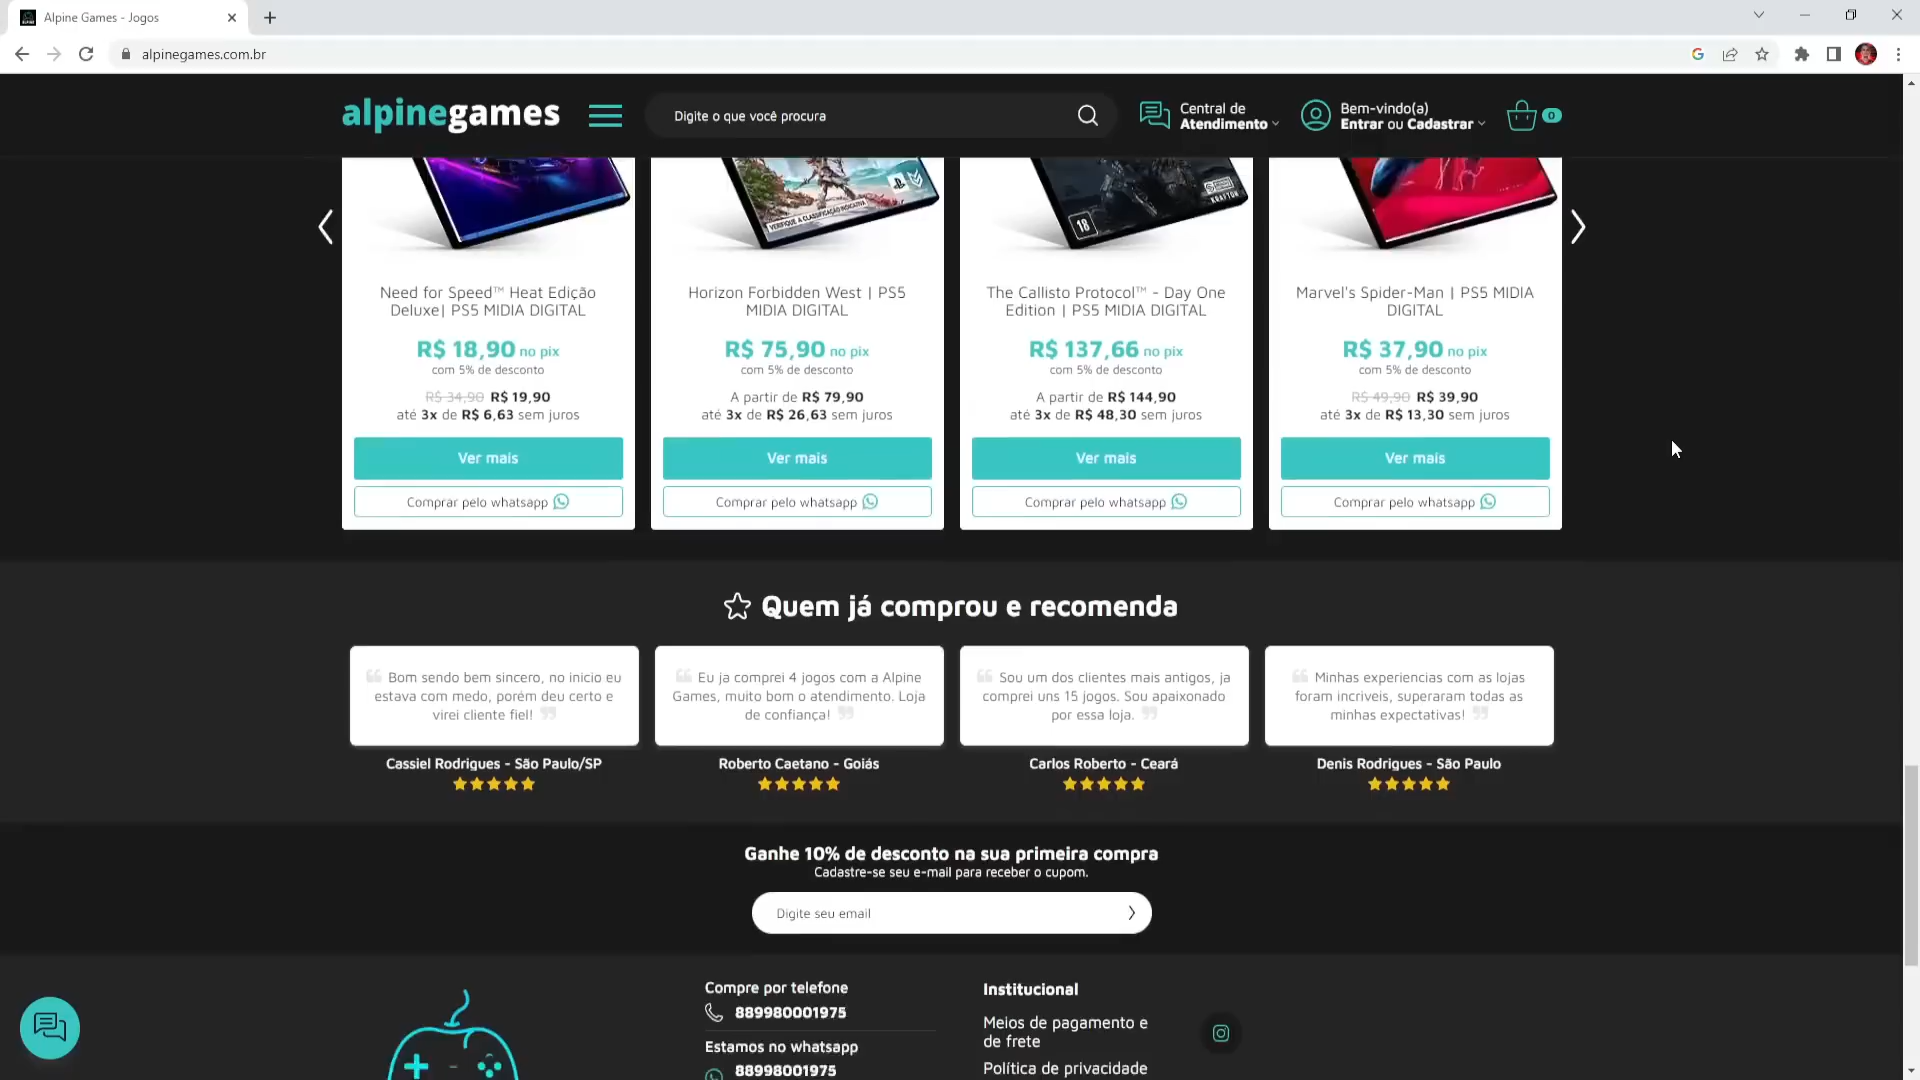 Alpine Games - Jogos
alpinegames.com.br
alpinegames
Digite o que você procura
Central de
Atendimento
Bem-vindo(a)
Entrar ou Cadastrar
0
VERIFIQUE A CLASSIFICAÇÃO INDICATIVA
18
KRAFTON
Need for Speed™ Heat Edição
Deluxe| PS5 MIDIA DIGITAL
R$ 18,90 no pix
com 5% de desconto
R$ 34,90 R$ 19,90
até 3x de R$ 6,63 sem juros
Ver mais
Comprar pelo whatsapp
Horizon Forbidden West | PS5
MIDIA DIGITAL
R$ 75,90 no pix
com 5% de desconto
A partir de R$ 79,90
até 3x de R$ 26,63 sem juros
Ver mais
Comprar pelo whatsapp
The Callisto Protocol™ - Day One
Edition | PS5 MIDIA DIGITAL
R$ 137,66 no pix
com 5% de desconto
A partir de R$ 144,90
até 3x de R$ 48,30 sem juros
Ver mais
Comprar pelo whatsapp
Marvel's Spider-Man | PS5 MIDIA
DIGITAL
R$ 37,90 no pix
com 5% de desconto
R$ 49,90 R$ 39,90
até 3x de R$ 13,30 sem juros
Ver mais
Comprar pelo whatsapp
Quem já comprou e recomenda
“ Bom sendo bem sincero, no inicio eu
estava com medo, porém deu certo e
virei cliente fiel! ”
Cassiel Rodrigues - São Paulo/SP
“ Eu ja comprei 4 jogos com a Alpine
Games, muito bom o atendimento. Loja
de confiança! ”
Roberto Caetano - Goiás
“ Sou um dos clientes mais antigos, ja
comprei uns 15 jogos. Sou apaixonado
por essa loja. ”
Carlos Roberto - Ceará
“ Minhas experiencias com as lojas
foram incriveis, superaram todas as
minhas expectativas! ”
Denis Rodrigues - São Paulo
Ganhe 10% de desconto na sua primeira compra
Cadastre-se seu e-mail para receber o cupom.
Digite seu email
Compre por telefone
889980001975
Estamos no whatsapp
88998001975
Institucional
Meios de pagamento e
de frete
Política de privacidade